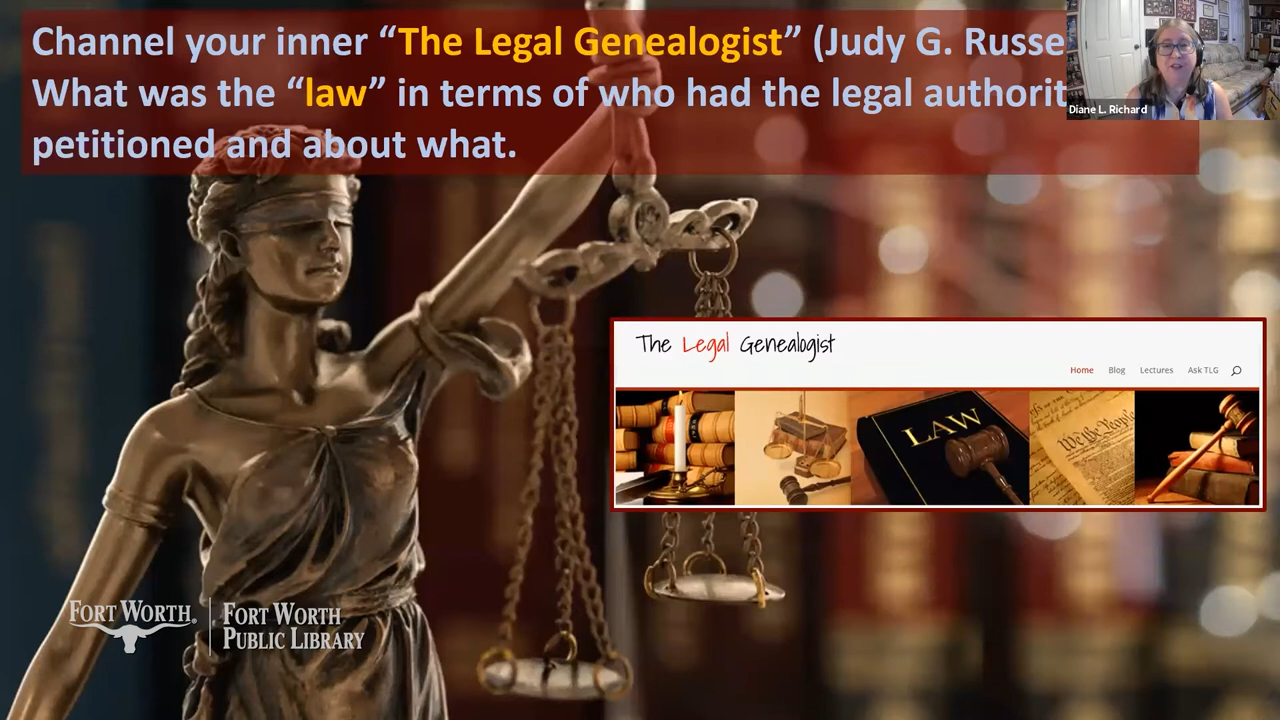 Channel your inner “The Legal Genealogist” (Judy G. Russe
What was the “law” in terms of who had the legal authorit
petitioned and about what.
Diane L. Richard
The Legal Genealogist
Home Blog Lectures Ask TLG
LAW
We the People
FORT WORTH®
FORT WORTH
PUBLIC LIBRARY